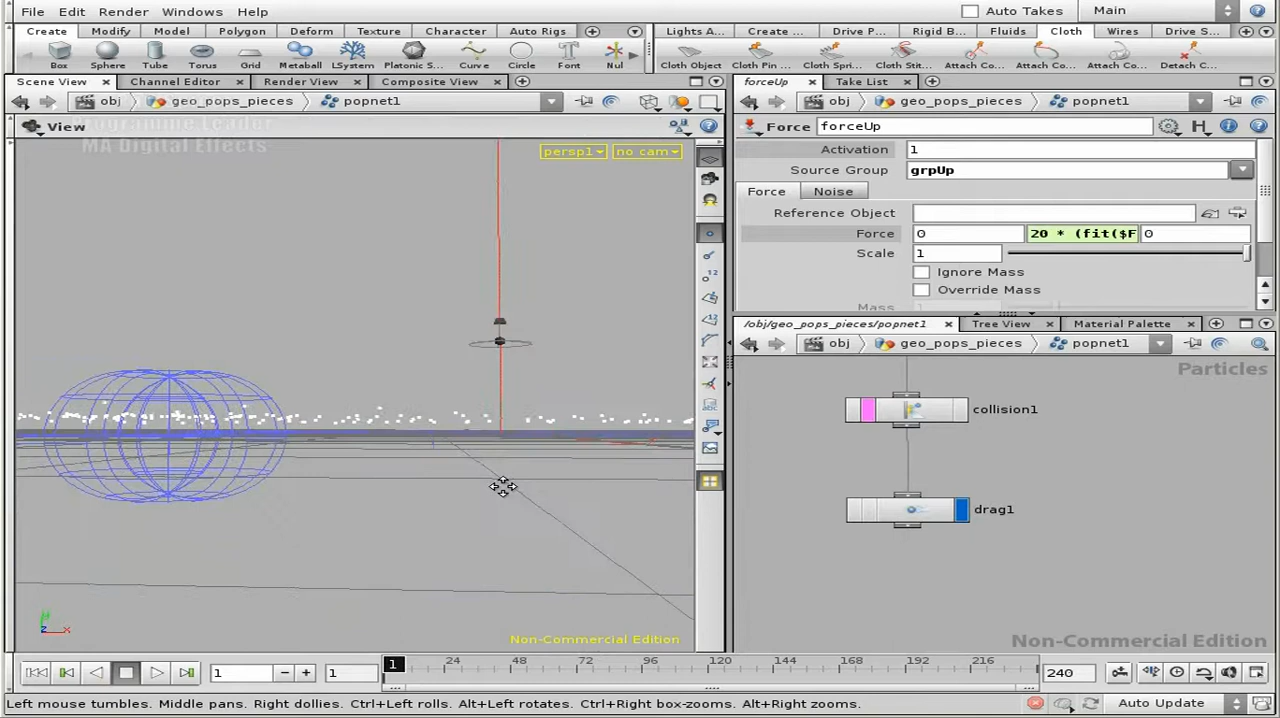 File Edit Render Windows Help Auto Takes Main
Create Modify Model Polygon Deform Texture Character Auto Rigs Lights A... Create ... Drive P... Rigid B... Fluids Cloth Wires Drive S...
Box Sphere Tube Torus Grid Metaball LSystem Platonic S... Curve Circle Font Nul Cloth Object Cloth Pin ... Cloth Spri... Cloth Stit... Attach Co... Attach Co... Attach Co... Detach C...
Scene View Channel Editor Render View Composite View forceUp Take List
obj geo_pops_pieces popnet1 obj geo_pops_pieces popnet1
View Programme Leader Force forceUp
MA Digital Effects
persp1 no cam
Activation 1
Source Group grpUp
Force Noise
Reference Object
Force 0 20 * (fit($F 0
Scale 1
Ignore Mass
Override Mass
Mass
/obj/geo_pops_pieces/popnet1 Tree View Material Palette
obj geo_pops_pieces popnet1
Particles
collision1
drag1
Non-Commercial Edition Non-Commercial Edition
1 1 1 24 48 72 96 120 144 168 192 216 240
Left mouse tumbles. Middle pans. Right dollies. Ctrl+Left rolls. Alt+Left rotates. Ctrl+Right box-zooms. Alt+Right zooms. Auto Update